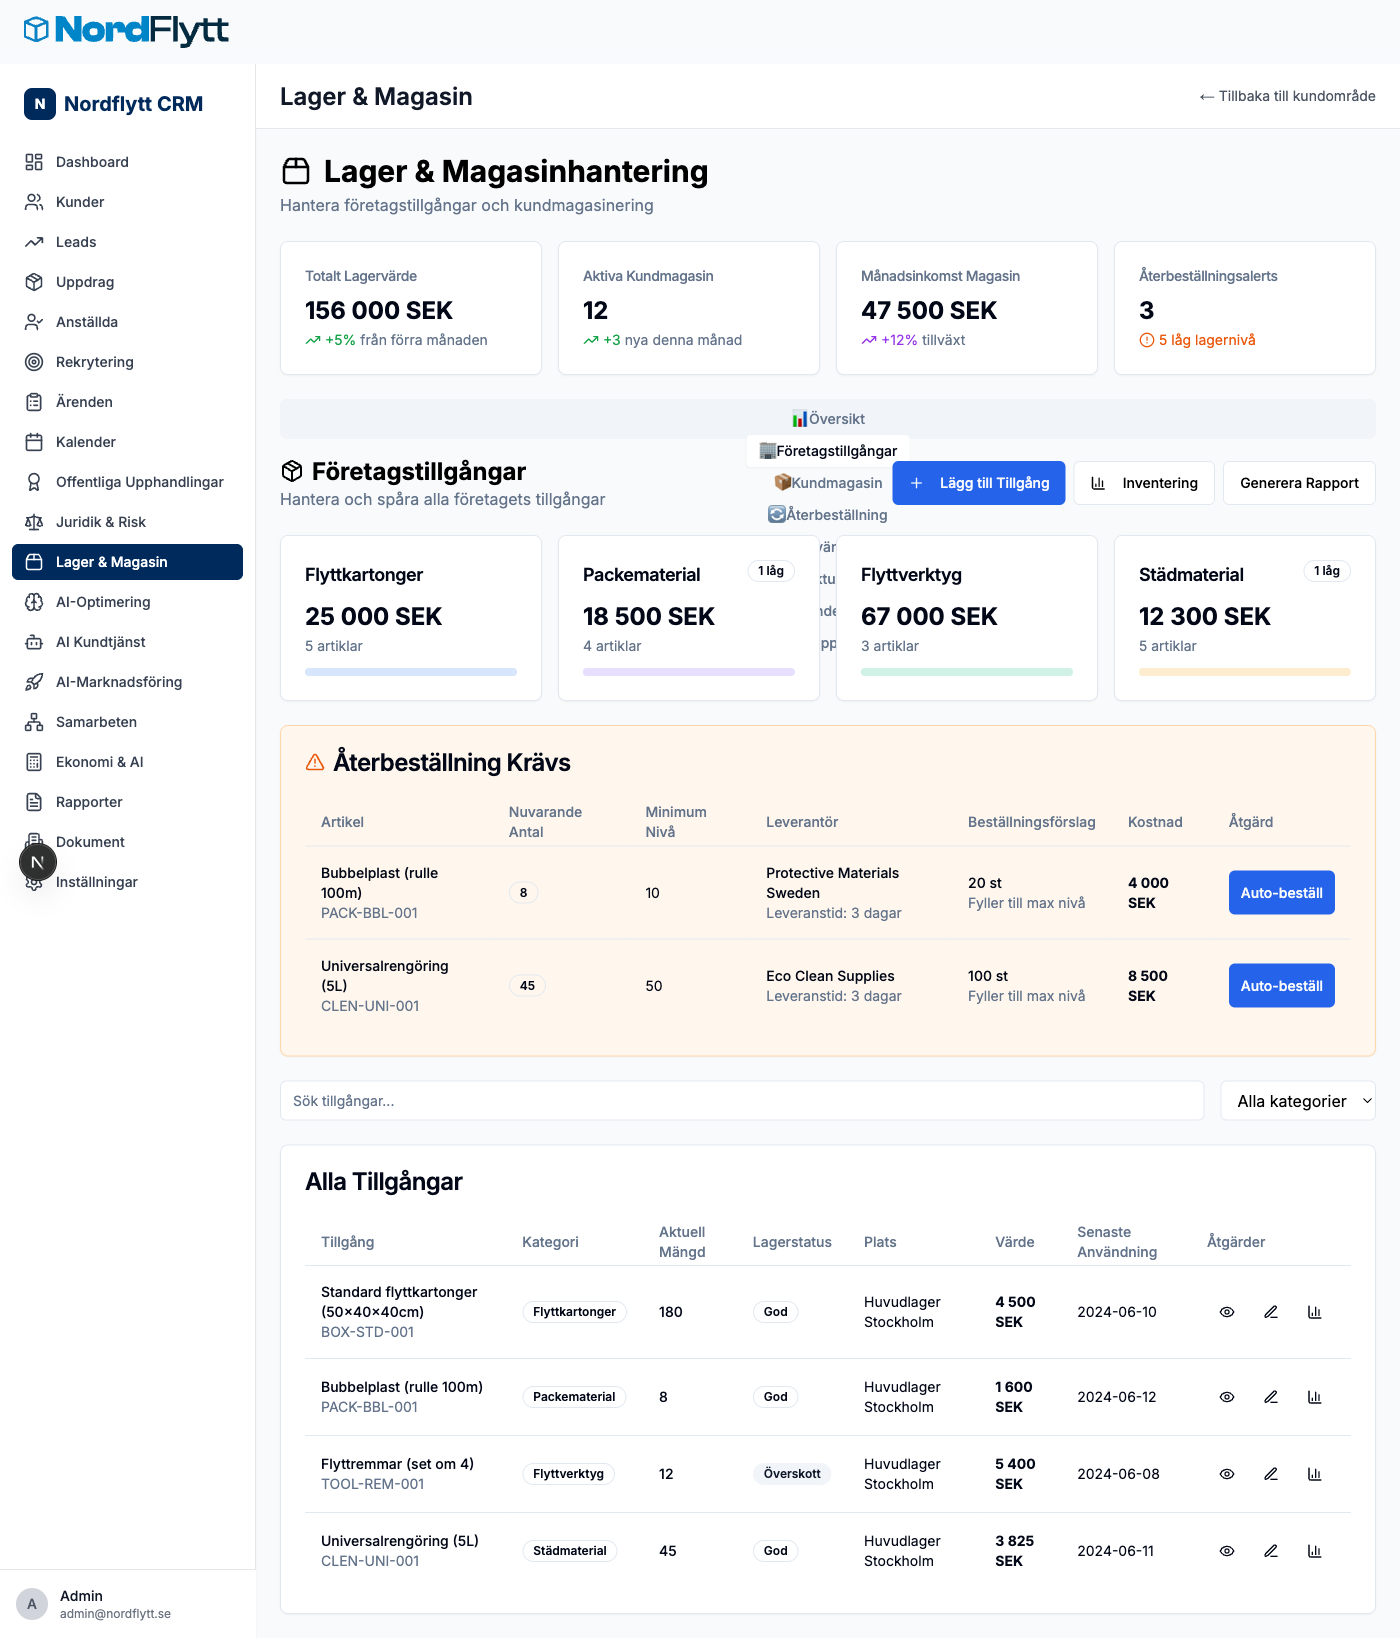 NordFlytt
N Nordflytt CRM
Dashboard
Kunder
Leads
Uppdrag
Anställda
Rekrytering
Ärenden
Kalender
Offentliga Upphandlingar
Juridik & Risk
Lager & Magasin
AI-Optimering
AI Kundtjänst
AI-Marknadsföring
Samarbeten
Ekonomi & AI
Rapporter
Dokument
N
Inställningar
A
Admin
admin@nordflytt.se
Lager & Magasin
← Tillbaka till kundområde
Lager & Magasinhantering
Hantera företagstillgångar och kundmagasinering
Totalt Lagervärde
156 000 SEK
+5% från förra månaden
Aktiva Kundmagasin
12
+3 nya denna månad
Månadsinkomst Magasin
47 500 SEK
+12% tillväxt
Återbeställningsalerts
3
5 låg lagernivå
Översikt
Företagstillgångar
Kundmagasin
Återbeställning
Företagstillgångar
Hantera och spåra alla företagets tillgångar
+ Lägg till Tillgång
Inventering
Generera Rapport
Flyttkartonger
25 000 SEK
5 artiklar
Packematerial
1 låg
18 500 SEK
4 artiklar
Flyttverktyg
67 000 SEK
3 artiklar
Städmaterial
1 låg
12 300 SEK
5 artiklar
Återbeställning Krävs
Artikel
Nuvarande
Antal
Minimum
Nivå
Leverantör
Beställningsförslag
Kostnad
Åtgärd
Bubbelplast (rulle
100m)
PACK-BBL-001
8
10
Protective Materials
Sweden
Leveranstid: 3 dagar
20 st
Fyller till max nivå
4 000
SEK
Auto-beställ
Universalrengöring
(5L)
CLEN-UNI-001
45
50
Eco Clean Supplies
Leveranstid: 3 dagar
100 st
Fyller till max nivå
8 500
SEK
Auto-beställ
Sök tillgångar...
Alla kategorier
Alla Tillgångar
Tillgång
Kategori
Aktuell
Mängd
Lagerstatus
Plats
Värde
Senaste
Användning
Åtgärder
Standard flyttkartonger
(50×40×40cm)
BOX-STD-001
Flyttkartonger
180
God
Huvudlager
Stockholm
4 500
SEK
2024-06-10
Bubbelplast (rulle 100m)
PACK-BBL-001
Packematerial
8
God
Huvudlager
Stockholm
1 600
SEK
2024-06-12
Flyttremmar (set om 4)
TOOL-REM-001
Flyttverktyg
12
Överskott
Huvudlager
Stockholm
5 400
SEK
2024-06-08
Universalrengöring (5L)
CLEN-UNI-001
Städmaterial
45
God
Huvudlager
Stockholm
3 825
SEK
2024-06-11